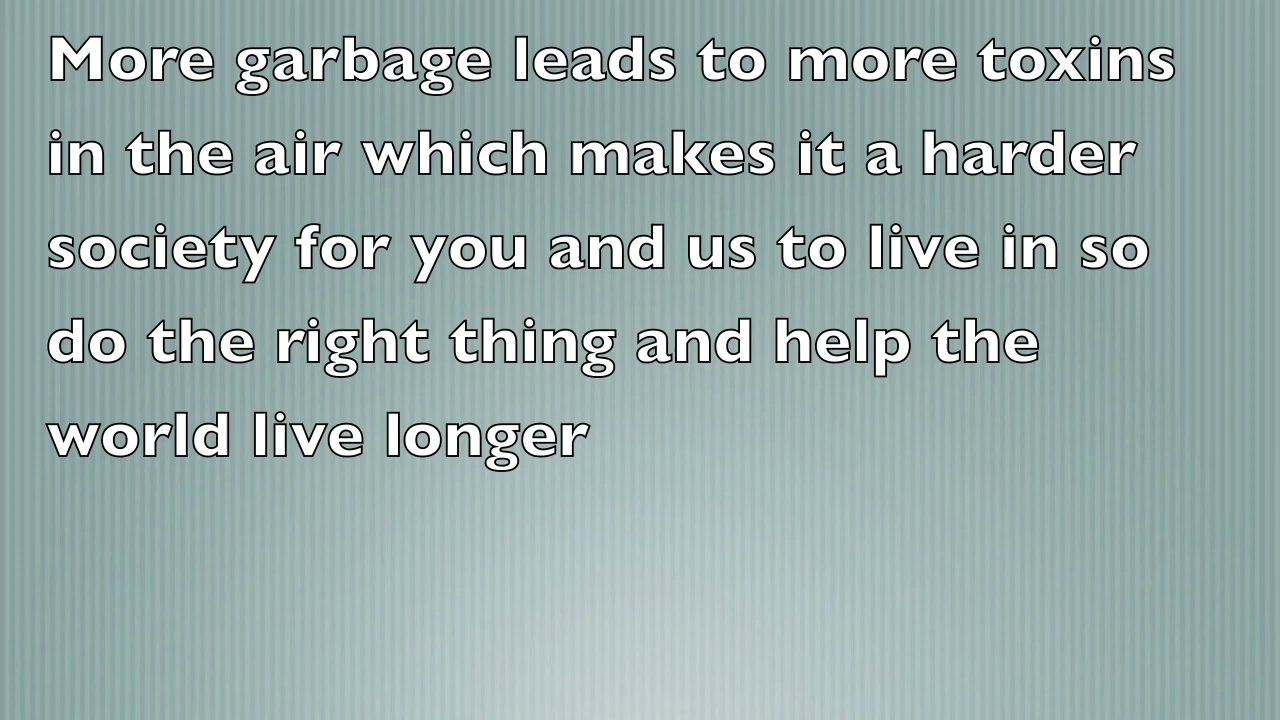 More garbage leads to more toxins
in the air which makes it a harder
society for you and us to live in so
do the right thing and help the
world live longer